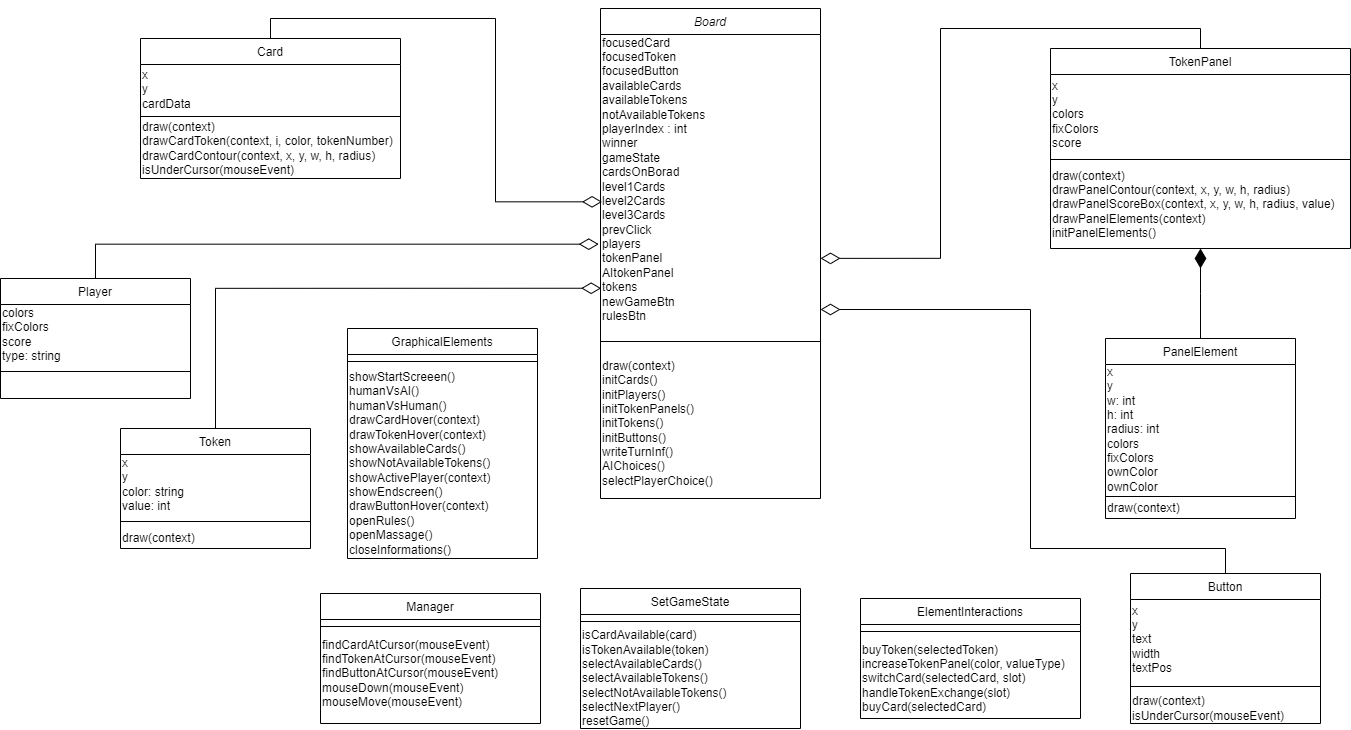 Board
focusedCard
focusedToken
focusedButton
availableCards
availableTokens
notAvailableTokens
playerIndex : int
winner
gameState
cardsOnBorad
level1Cards
level2Cards
level3Cards
prevClick
players
tokenPanel
AItokenPanel
tokens
newGameBtn
rulesBtn
draw(context)
initCards()
initPlayers()
initTokenPanels()
initTokens()
initButtons()
writeTurnInf()
AIChoices()
selectPlayerChoice()
Card
x
y
cardData
draw(context)
drawCardToken(context, i, color, tokenNumber)
drawCardContour(context, x, y, w, h, radius)
isUnderCursor(mouseEvent)
TokenPanel
x
y
colors
fixColors
score
draw(context)
drawPanelContour(context, x, y, w, h, radius)
drawPanelScoreBox(context, x, y, w, h, radius, value)
drawPanelElements(context)
initPanelElements()
Player
colors
fixColors
score
type: string
GraphicalElements
showStartScreeen()
humanVsAI()
humanVsHuman()
drawCardHover(context)
drawTokenHover(context)
showAvailableCards()
showNotAvailableTokens()
showActivePlayer(context)
showEndscreen()
drawButtonHover(context)
openRules()
openMassage()
closeInformations()
PanelElement
x
y
w: int
h: int
radius: int
colors
fixColors
ownColor
ownColor
draw(context)
Token
x
y
color: string
value: int
draw(context)
Manager
findCardAtCursor(mouseEvent)
findTokenAtCursor(mouseEvent)
findButtonAtCursor(mouseEvent)
mouseDown(mouseEvent)
mouseMove(mouseEvent)
SetGameState
isCardAvailable(card)
isTokenAvailable(token)
selectAvailableCards()
selectAvailableTokens()
selectNotAvailableTokens()
selectNextPlayer()
resetGame()
ElementInteractions
buyToken(selectedToken)
increaseTokenPanel(color, valueType)
switchCard(selectedCard, slot)
handleTokenExchange(slot)
buyCard(selectedCard)
Button
x
y
text
width
textPos
draw(context)
isUnderCursor(mouseEvent)